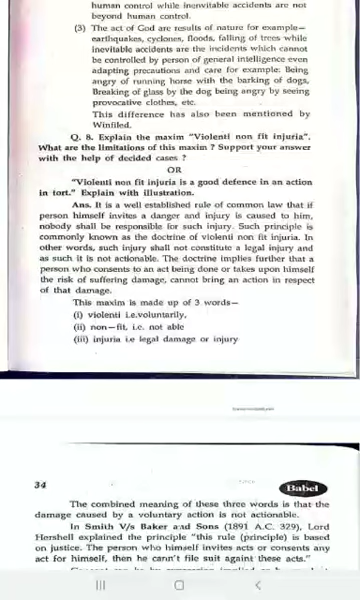 human control while inevitable accidents are not
beyond human control.
(3) The act of God are results of nature for example—
earthquakes, cyclones, floods, falling of trees while
inevitable accidents are the incidents which cannot
be controlled by person of general intelligence even
adapting precautions and care for example: Being
angry of running horse with the barking of dogs,
Breaking of glass by the dog being angry by seeing
provocative clothes, etc.
This difference has also been mentioned by
Winfiled.
Q. 8. Explain the maxim "Violenti non fit injuria".
What are the limitations of this maxim ? Support your answer
with the help of decided cases ?
OR
"Violenti non fit injuria is a good defence in an action
in tort." Explain with illustration.
Ans. It is a well established rule of common law that if
person himself invites a danger and injury is caused to him,
nobody shall be responsible for such injury. Such principle is
commonly known as the doctrine of violenti non fit injuria. In
other words, such injury shall not constitute a legal injury and
as such it is not actionable. The doctrine implies further that a
person who consents to an act being done or takes upon himself
the risk of suffering damage, cannot bring an action in respect
of that damage.
This maxim is made up of 3 words—
(i) violenti i.e.voluntarily,
(ii) non—fit, i.e. not able
(iii) injuria i.e legal damage or injury
34
Babel
The combined meaning of these three words is that the
damage caused by a voluntary action is not actionable.
In Smith V/s Baker and Sons (1891 A.C. 329), Lord
Hershell explained the principle "this rule (principle) is based
on justice. The person who himself invites acts or consents any
act for himself, then he cann't file suit againt these acts."